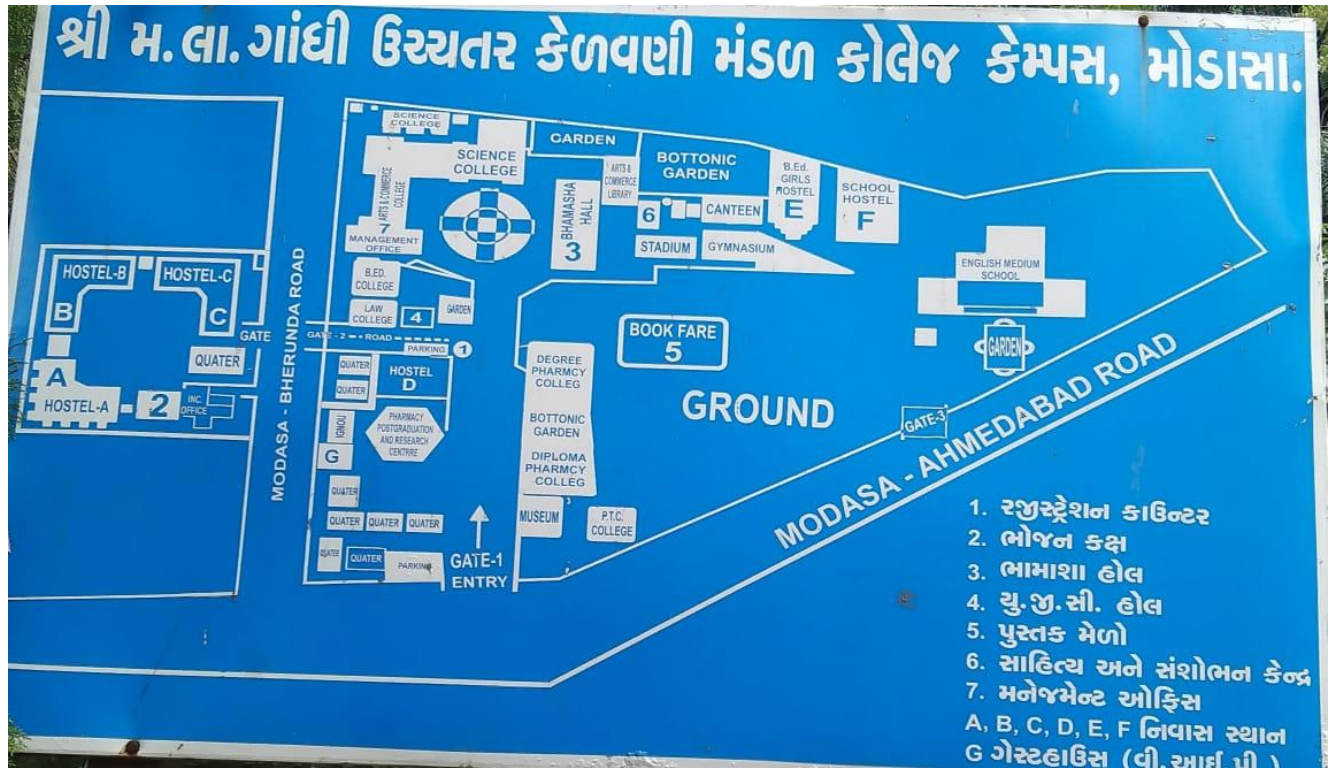 શ્રી મ.લા.ગાંધી ઉચ્ચતર કેળવણી મંડળ કોલેજ કેમ્પસ, મોડાસા.
SCIENCE
COLLEGE
SCIENCE
COLLEGE
GARDEN
BOTTONIC
GARDEN
ARTS &
COMMERCE
LIBRARY
B.Ed.
GIRLS
HOSTEL
E
SCHOOL
HOSTEL
F
ARTS & COMMERCE
COLLEGE
7
MANAGEMENT
OFFICE
BHAMASHA
HALL
3
6
CANTEEN
STADIUM
GYMNASIUM
ENGLISH MEDIUM
SCHOOL
GARDEN
HOSTEL-B
B
HOSTEL-C
C
GATE
QUATER
A
HOSTEL-A
2
INC.
OFFICE
MODASA - BHERUNDA ROAD
B.ED.
COLLEGE
LAW
COLLEGE
4
GARDEN
GATE - 2 --- ROAD
PARKING
1
QUATER
QUATER
HOSTEL
D
IGNOU
G
PHARMACY
POSTGRADUATION
AND RESEARCH
CENTRRE
QUATER
QUATER
QUATER
QUATER
QUATER
QUATER
PARKING
GATE-1
ENTRY
DEGREE
PHARMCY
COLLEG
BOTTONIC
GARDEN
DIPLOMA
PHARMCY
COLLEG
MUSEUM
P.T.C.
COLLEGE
BOOK FARE
5
GROUND
GATE-3
MODASA - AHMEDABAD ROAD
1. રજીસ્ટ્રેશન કાઉન્ટર
2. ભોજન કક્ષ
3. ભામાશા હોલ
4. યુ.જી.સી. હોલ
5. પુસ્તક મેળો
6. સાહિત્ય અને સંશોભન કેન્દ્ર
7. મનેજમેન્ટ ઓફિસ
A, B, C, D, E, F નિવાસ સ્થાન
G ગેસ્ટહાઉસ (વી.આઈ.પી.)